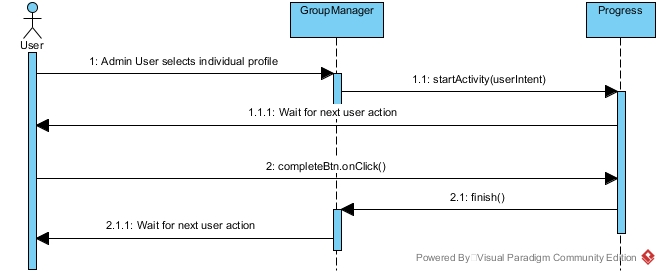 GroupManager
Progress
User
1: Admin User selects individual profile
1.1: startActivity(userIntent)
1.1.1: Wait for next user action
2: completeBtn.onClick()
2.1: finish()
2.1.1: Wait for next user action
Powered By Visual Paradigm Community Edition